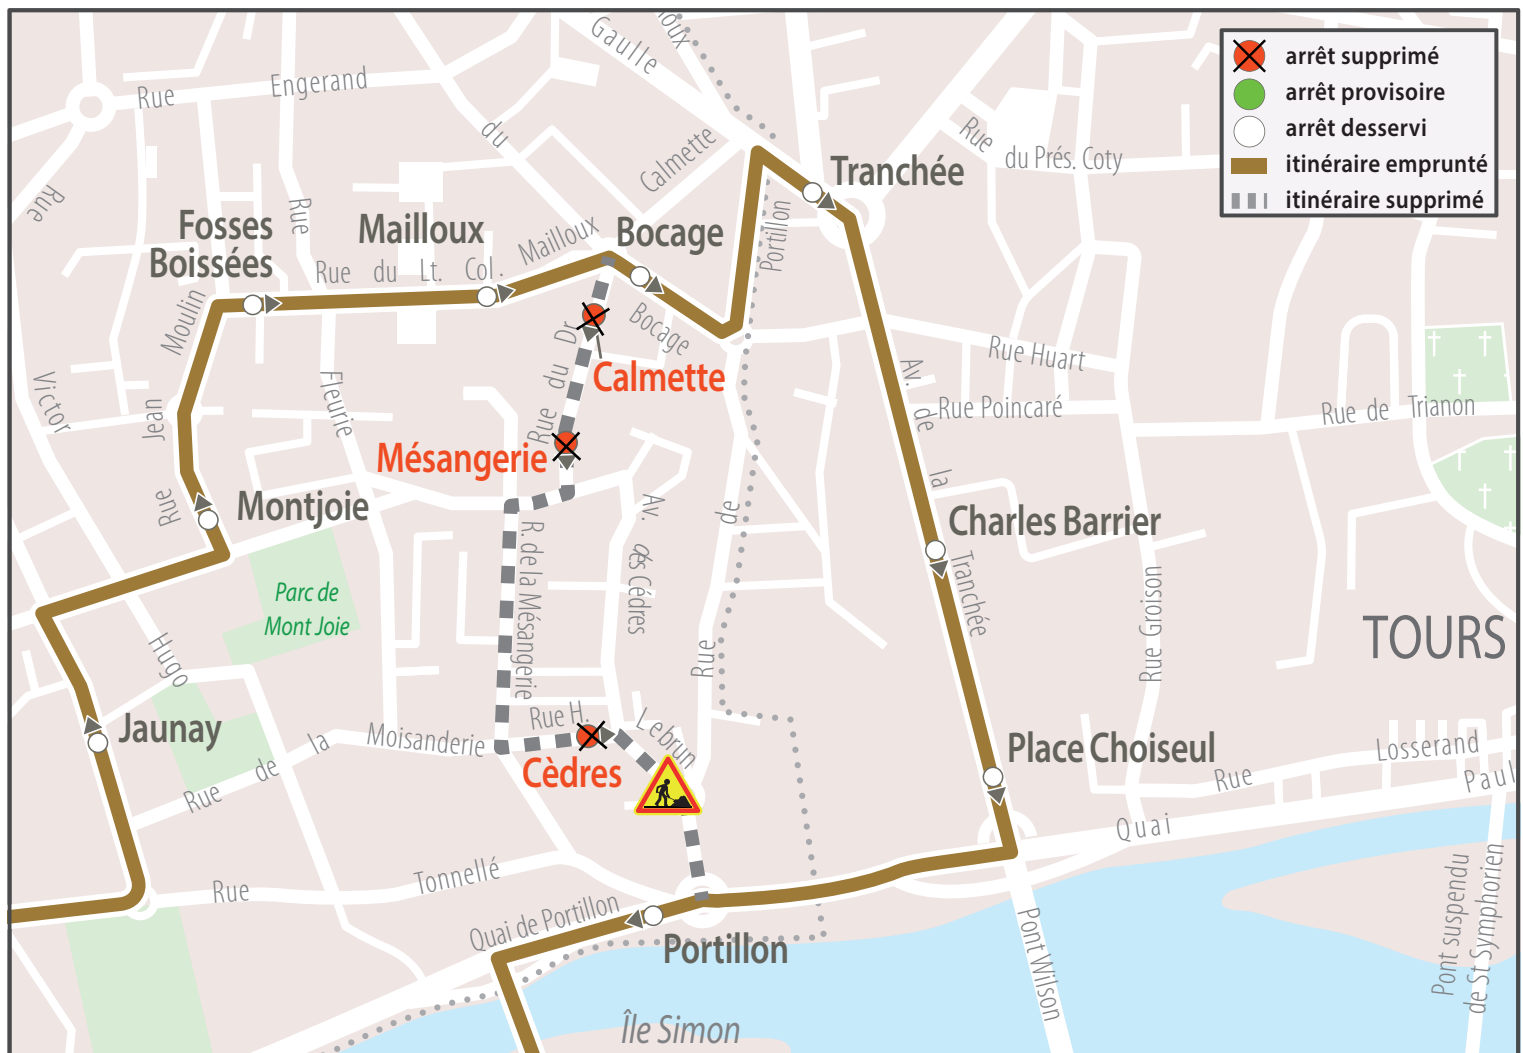 arrêt supprimé
arrêt provisoire
arrêt desservi
itinéraire emprunté
itinéraire supprimé
Gaulle
Rue
Engerand
du
Calmette
Rue
du Prés. Coty
Tranchée
Rue
Rue
Fosses
Boissées
Mailloux
Mailloux
Bocage
Portillon
Rue du Lt. Col.
Moulin
Bocage
Rue du Dr.
Calmette
Rue Huart
Av. de la Tranchée
Rue Poincaré
Rue de Trianon
Victor
Jean
Fleurie
Mésangerie
Rue
Montjoie
Av. des Cédres
R. de la Mésangerie
de
Charles Barrier
Parc de
Mont Joie
Rue Groison
TOURS
Hugo
Rue
Jaunay
Rue de la Moisanderie
Rue H. Lebrun
Cèdres
Place Choiseul
Rue
Losserand
Paul
Quai
Rue
Tonnellé
Quai de Portillon
Portillon
Pont Wilson
Pont suspendu
de St Symphorien
Île Simon